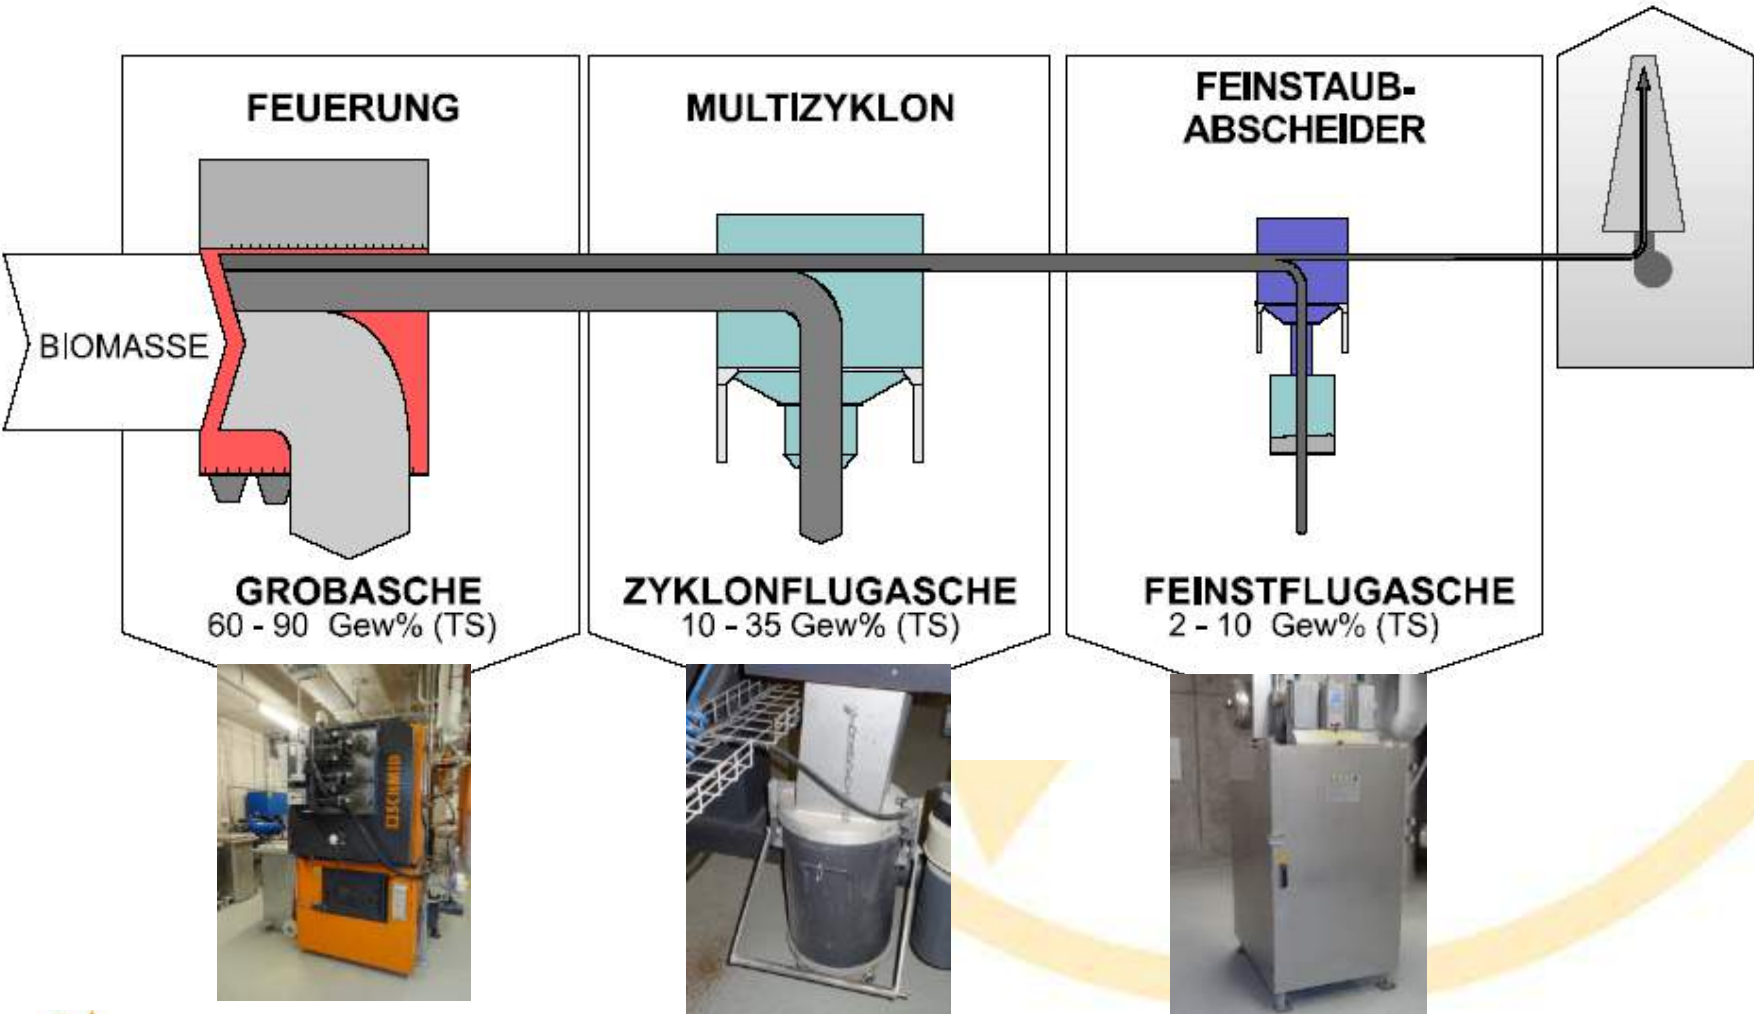 FEUERUNG
MULTIZYKLON
FEINSTAUB-
ABSCHEIDER
BIOMASSE
GROBASCHE
60 - 90 Gew% (TS)
ZYKLONFLUGASCHE
10 - 35 Gew% (TS)
FEINSTFLUGASCHE
2 - 10 Gew% (TS)
SCHMID